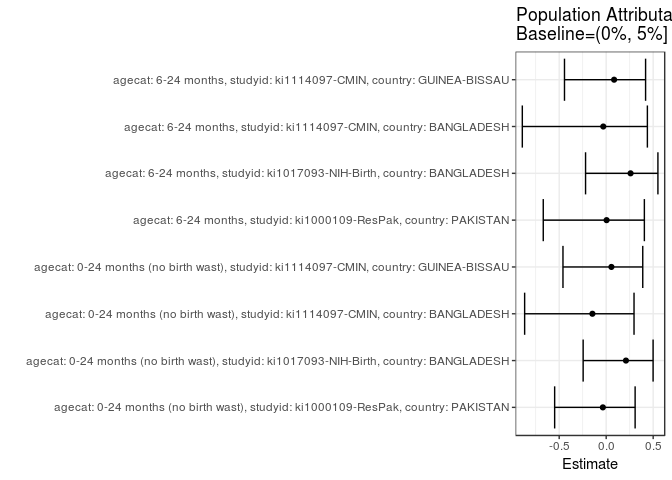 Population Attributa
Baseline=(0%, 5%]
agecat: 6-24 months, studyid: ki1114097-CMIN, country: GUINEA-BISSAU
agecat: 6-24 months, studyid: ki1114097-CMIN, country: BANGLADESH
agecat: 6-24 months, studyid: ki1017093-NIH-Birth, country: BANGLADESH
agecat: 6-24 months, studyid: ki1000109-ResPak, country: PAKISTAN
agecat: 0-24 months (no birth wast), studyid: ki1114097-CMIN, country: GUINEA-BISSAU
agecat: 0-24 months (no birth wast), studyid: ki1114097-CMIN, country: BANGLADESH
agecat: 0-24 months (no birth wast), studyid: ki1017093-NIH-Birth, country: BANGLADESH
agecat: 0-24 months (no birth wast), studyid: ki1000109-ResPak, country: PAKISTAN
-0.5 0.0 0.5
Estimate